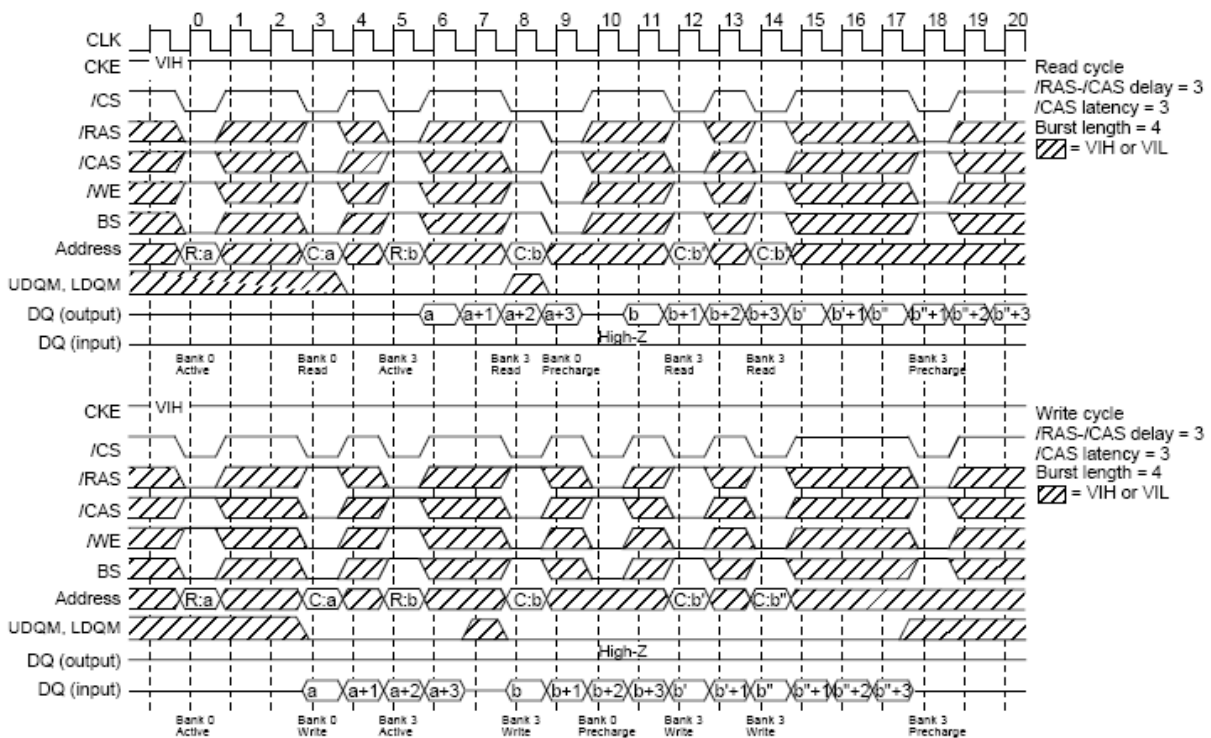 0 1 2 3 4 5 6 7 8 9 10 11 12 13 14 15 16 17 18 19 20
CLK
CKE VIH
/CS
/RAS
/CAS
/WE
BS
Address R:a C:a R:b C:b C:b' C:b"
UDQM, LDQM
DQ (output) a a+1 a+2 a+3 b b+1 b+2 b+3 b' b'+1 b" b"+1 b"+2 b"+3
DQ (input) High-Z
Bank 0 Active
Bank 0 Read
Bank 3 Active
Bank 3 Read
Bank 0 Precharge
Bank 3 Read
Bank 3 Read
Bank 3 Precharge
Read cycle
/RAS-/CAS delay = 3
/CAS latency = 3
Burst length = 4
= VIH or VIL
CKE VIH
/CS
/RAS
/CAS
/WE
BS
Address R:a C:a R:b C:b C:b' C:b"
UDQM, LDQM
DQ (output) High-Z
DQ (input) a a+1 a+2 a+3 b b+1 b+2 b+3 b' b'+1 b" b"+1 b"+2 b"+3
Bank 0 Active
Bank 0 Write
Bank 3 Active
Bank 3 Write
Bank 0 Precharge
Bank 3 Write
Bank 3 Write
Bank 3 Precharge
Write cycle
/RAS-/CAS delay = 3
/CAS latency = 3
Burst length = 4
= VIH or VIL